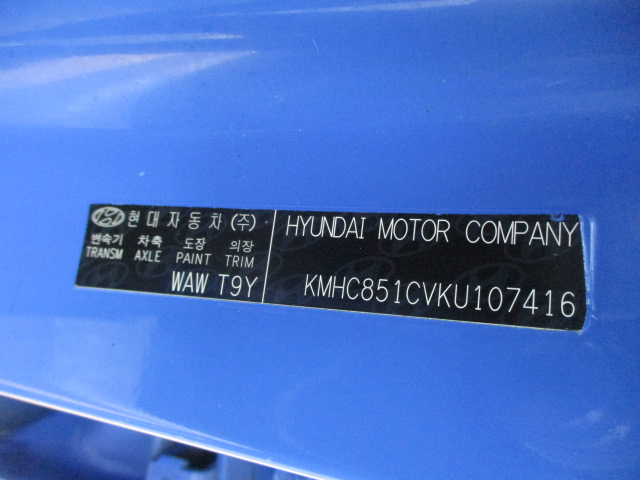 현대자동차(주)
변속기 차축 도장 의장
TRANSM AXLE PAINT TRIM
WAW T9Y
HYUNDAI MOTOR COMPANY
KMHC851CVKU107416